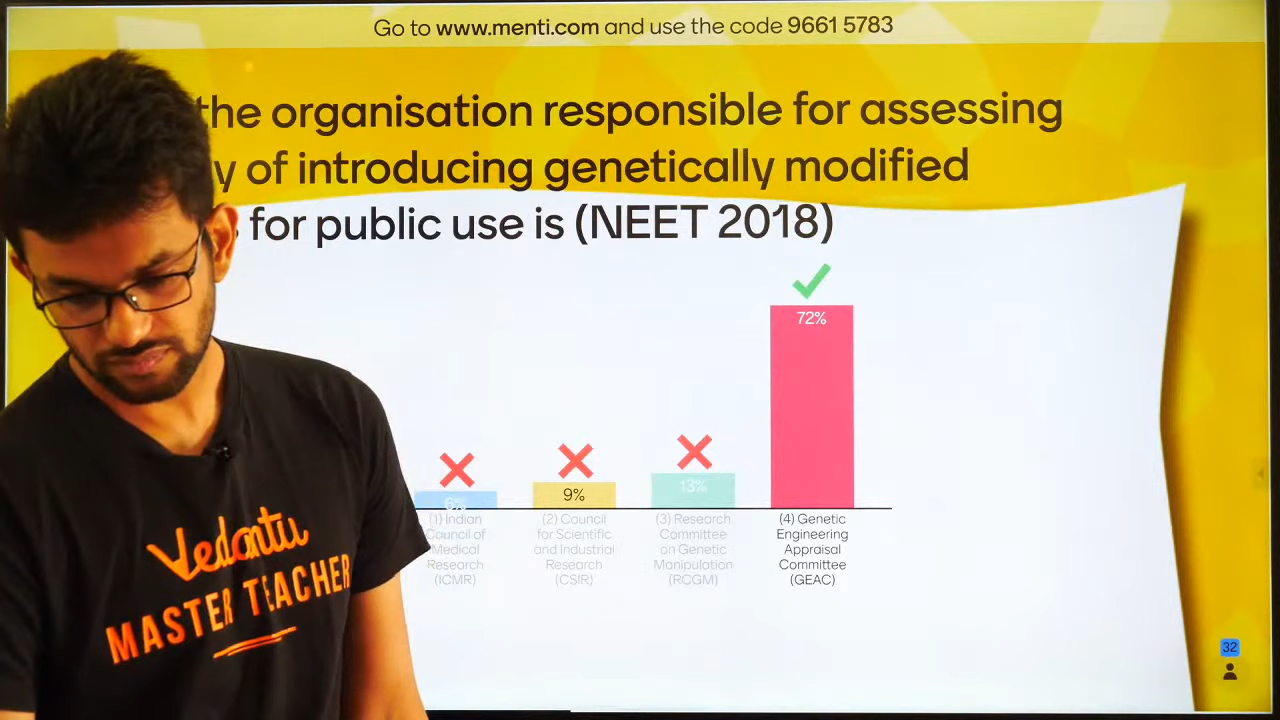 Go to www.menti.com and use the code 9661 5783
the organisation responsible for assessing
y of introducing genetically modified
for public use is (NEET 2018)
72%
6%
9%
13%
(1) Indian
Council of
Medical
Research
(ICMR)
(2) Council
for Scientific
and Industrial
Research
(CSIR)
(3) Research
Committee
on Genetic
Manipulation
(RCGM)
(4) Genetic
Engineering
Appraisal
Committee
(GEAC)
32
Vedantu
MASTER TEACHER